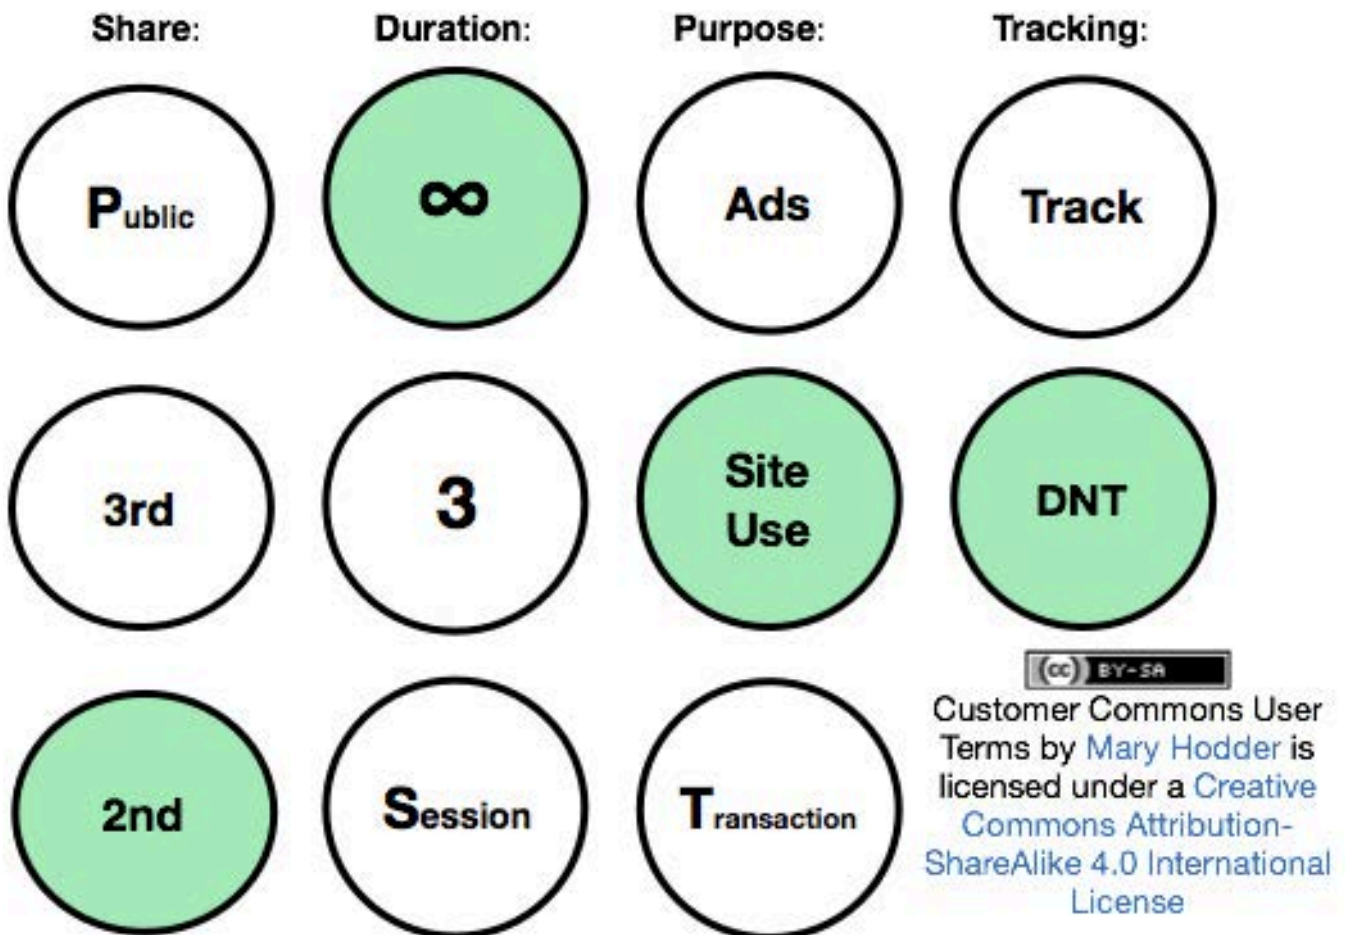 Share: Duration: Purpose: Tracking:
Public ∞ Ads Track
3rd 3 Site Use DNT
2nd Session Transaction
(cc) BY-SA
Customer Commons User
Terms by Mary Hodder is
licensed under a Creative
Commons Attribution-
ShareAlike 4.0 International
License